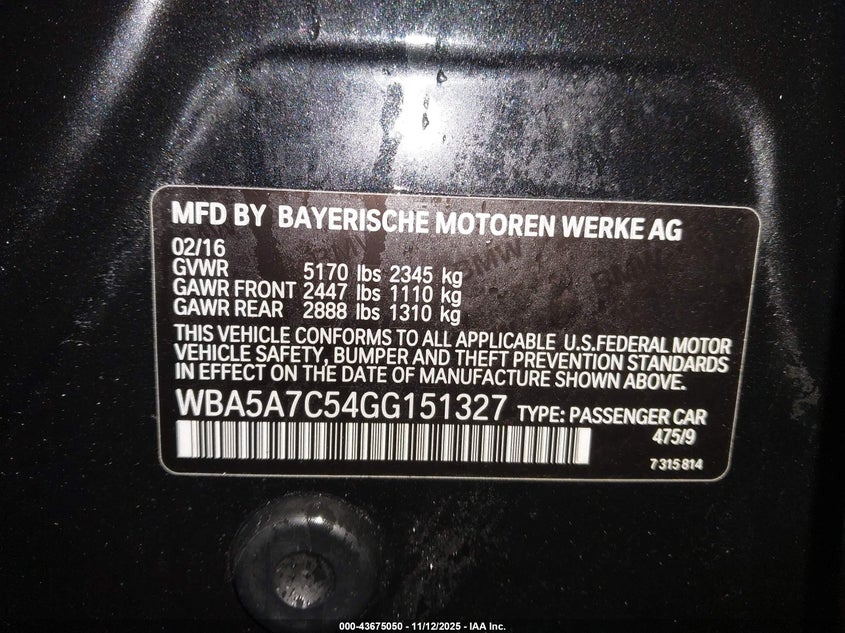 MFD BY BAYERISCHE MOTOREN WERKE AG
02/16
GVWR 5170 lbs 2345 kg
GAWR FRONT 2447 lbs 1110 kg
GAWR REAR 2888 lbs 1310 kg
THIS VEHICLE CONFORMS TO ALL APPLICABLE U.S.FEDERAL MOTOR
VEHICLE SAFETY, BUMPER AND THEFT PREVENTION STANDARDS
IN EFFECT ON THE DATE OF MANUFACTURE SHOWN ABOVE.
WBA5A7C54GG151327 TYPE: PASSENGER CAR
475/9
7315814
BMW
BMW
000-43675050 - 11/12/2025 - IAA Inc.